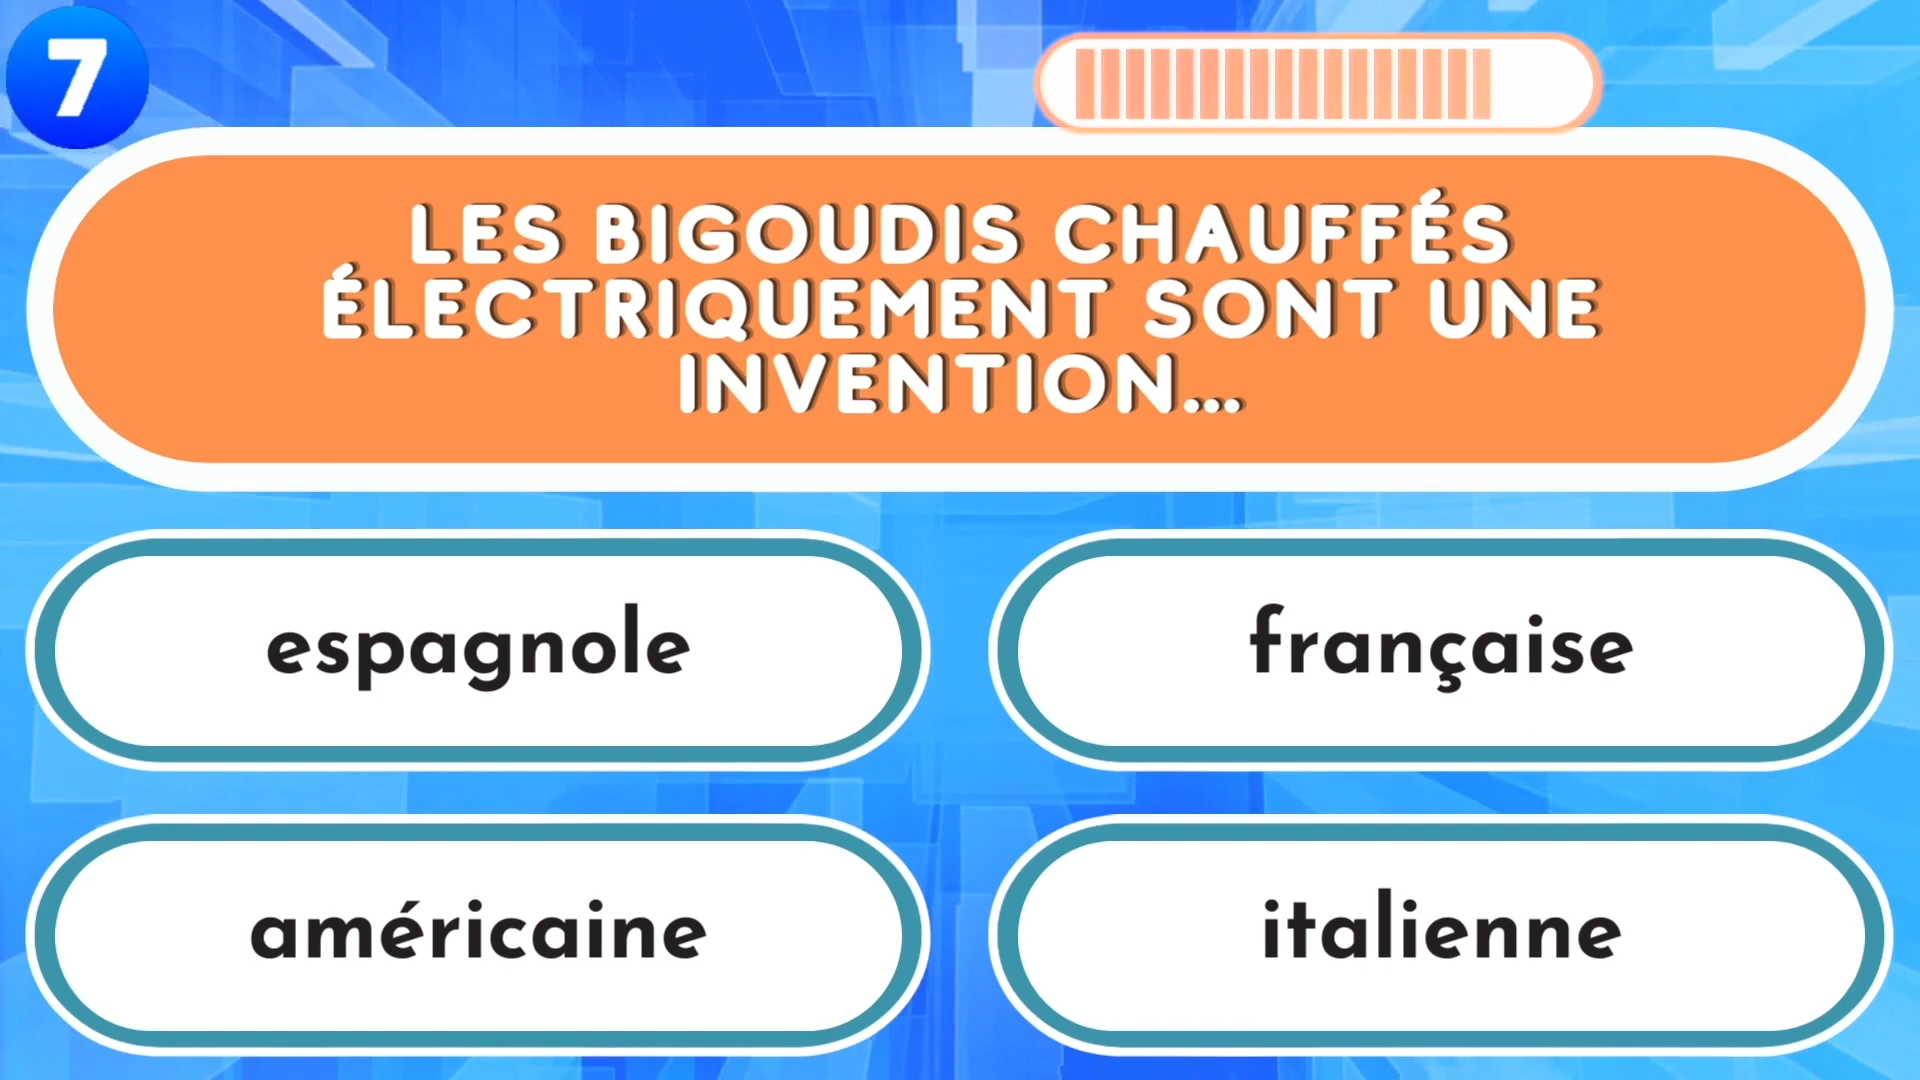 7
LES BIGOUDIS CHAUFFÉS
ÉLECTRIQUEMENT SONT UNE
INVENTION...
espagnole
française
américaine
italienne